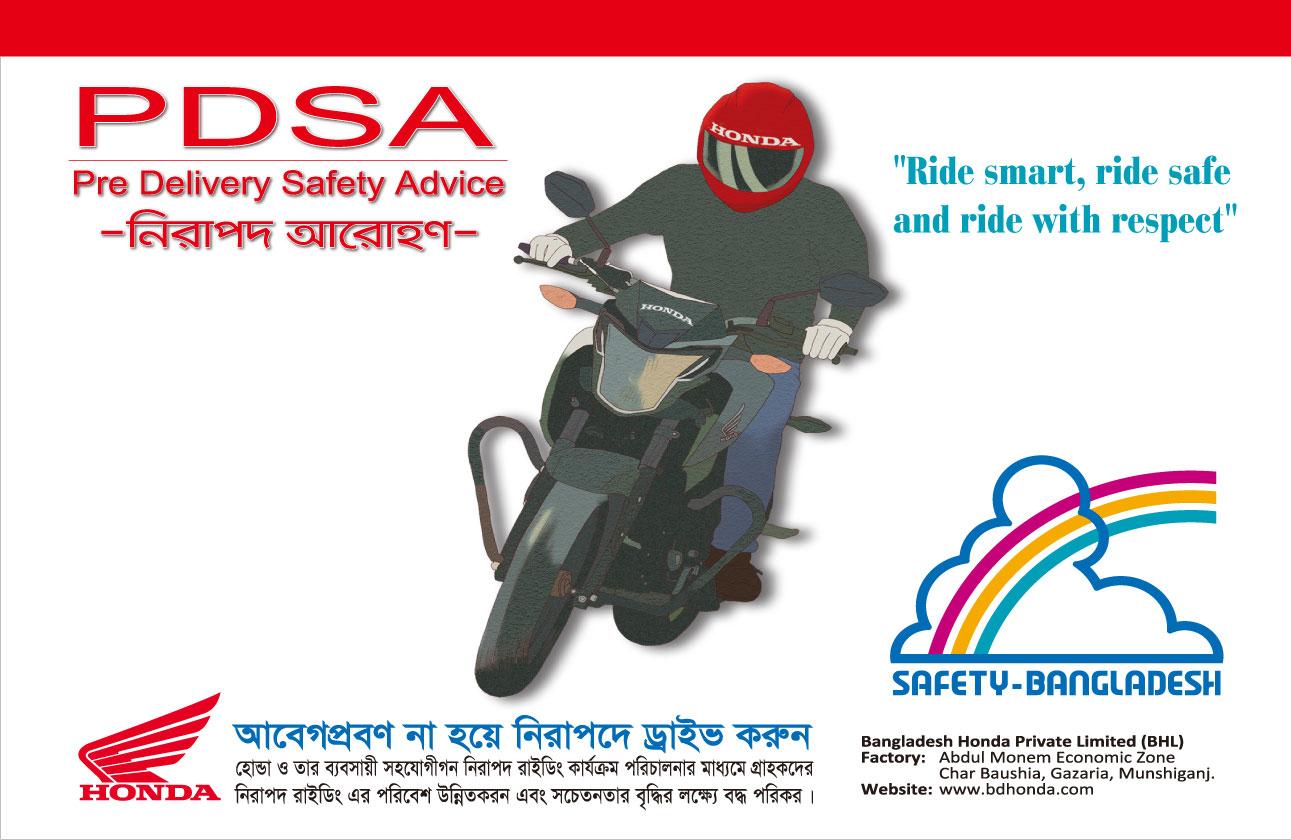 PDSA
Pre Delivery Safety Advice
-নিরাপদ আরোহণ-
HONDA
"Ride smart, ride safe
and ride with respect"
HONDA
SAFETY-BANGLADESH
HONDA
আবেগপ্রবণ না হয়ে নিরাপদে ড্রাইভ করুন
হোন্ডা ও তার ব্যবসায়ী সহযোগীগন নিরাপদ রাইডিং কার্যক্রম পরিচালনার মাধ্যমে গ্রাহকদের
নিরাপদ রাইডিং এর পরিবেশ উন্নিতকরন এবং সচেতনতার বৃদ্ধির লক্ষ্যে বদ্ধ পরিকর।
Bangladesh Honda Private Limited (BHL)
Factory: Abdul Monem Economic Zone
Char Baushia, Gazaria, Munshiganj.
Website: www.bdhonda.com